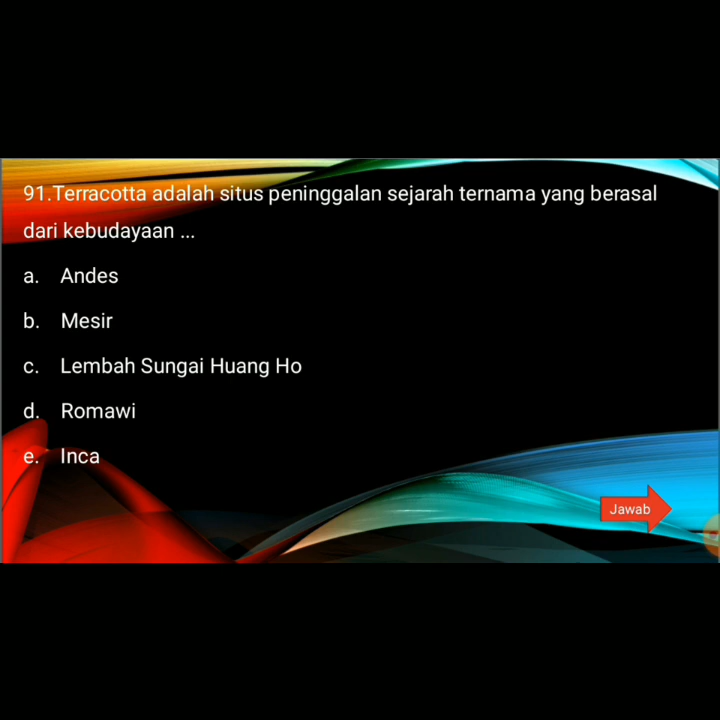 91.Terracotta adalah situs peninggalan sejarah ternama yang berasal
dari kebudayaan ...
a. Andes
b. Mesir
c. Lembah Sungai Huang Ho
d. Romawi
e. Inca
Jawab